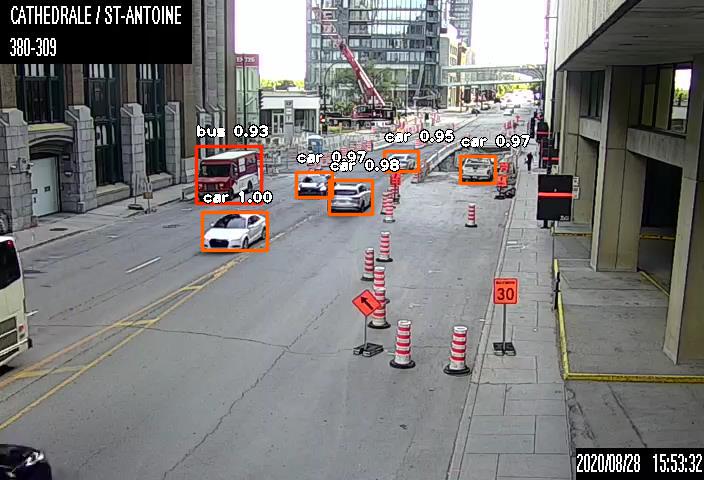 CATHEDRALE / ST-ANTOINE
380-309
bus 0.93
car 0.95
car 0.97
car 0.97
car 0.98
car 1.00
30
2020/08/28 15:53:32